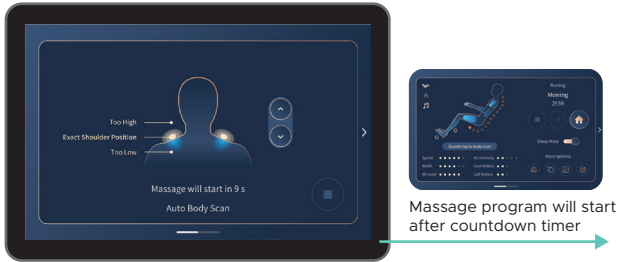 Too High
Exact Shoulder Position
Too Low
Massage will start in 9 s
Auto Body Scan
Running
Morning
29:59
Double tap to body scan
Sleep Mode
Speed
Air Intensity
Width
Foot Rollers
4D Level
Calf Rollers
More Options
Massage program will start
after countdown timer